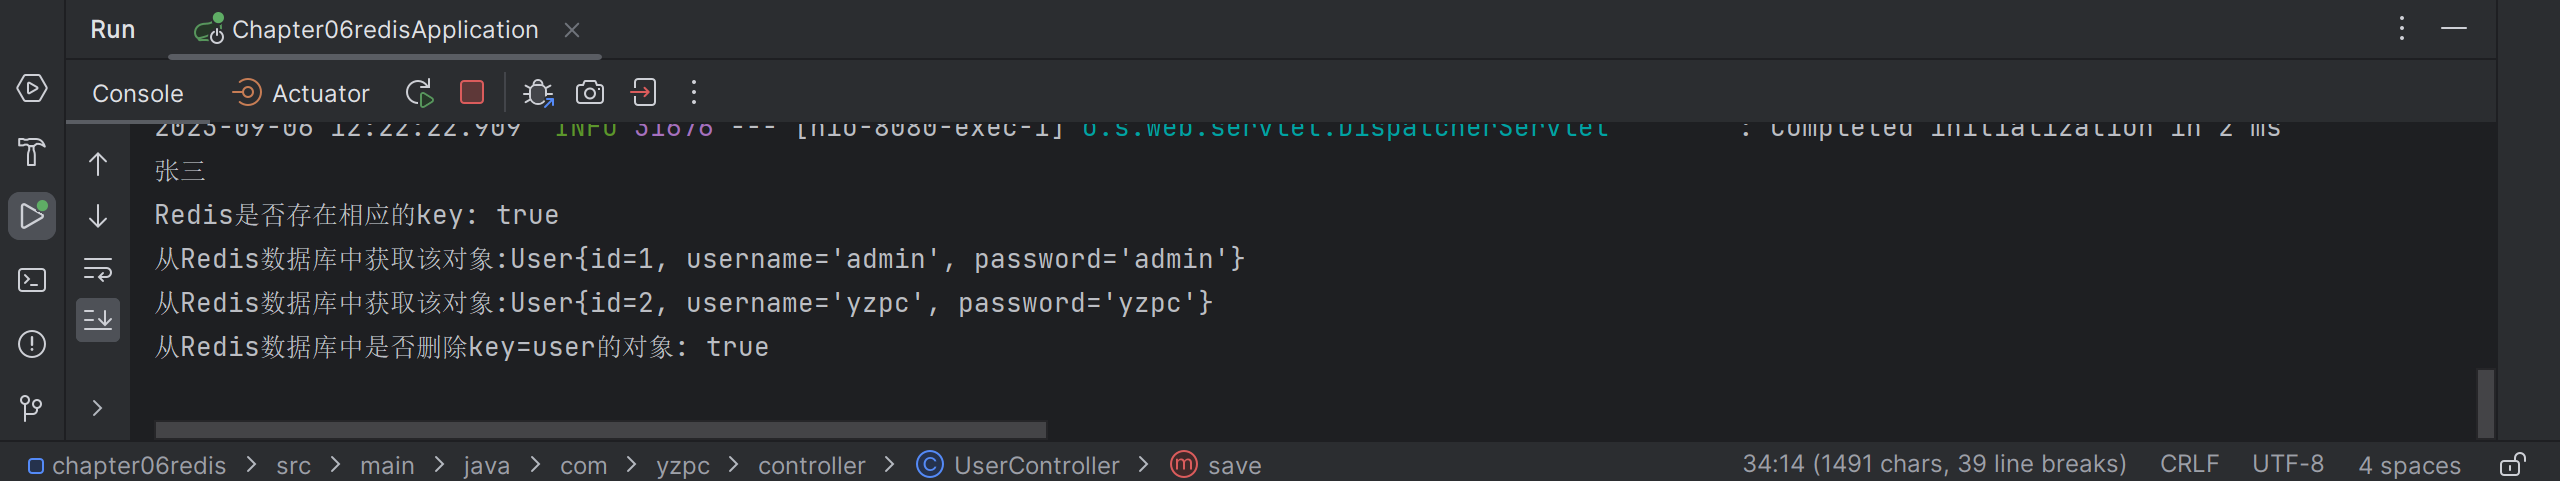 Run Chapter06redisApplication
Console Actuator
2025-09-06 12:22:22.909 INFO 31676 --- [nio-8080-exec-1] o.s.web.servlet.DispatcherServlet : Completed initialization in 2 ms
张三
Redis是否存在相应的key: true
从Redis数据库中获取该对象:User{id=1, username='admin', password='admin'}
从Redis数据库中获取该对象:User{id=2, username='yzpc', password='yzpc'}
从Redis数据库中是否删除key=user的对象: true
chapter06redis > src > main > java > com > yzpc > controller > UserController > save 34:14 (1491 chars, 39 line breaks) CRLF UTF-8 4 spaces